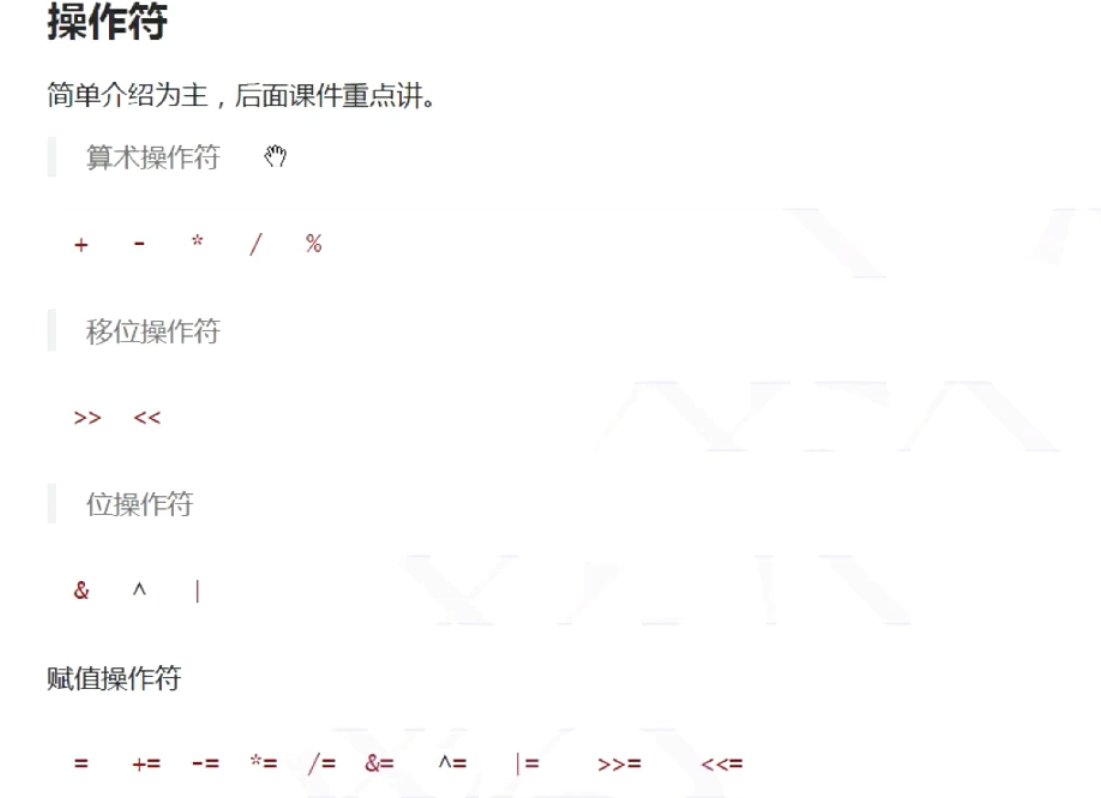 操作符
简单介绍为主，后面课件重点讲。
算术操作符
+ - * / %
移位操作符
>> <<
位操作符
& ^ |
赋值操作符
= += -= *= /= &= ^= |= >>= <<=